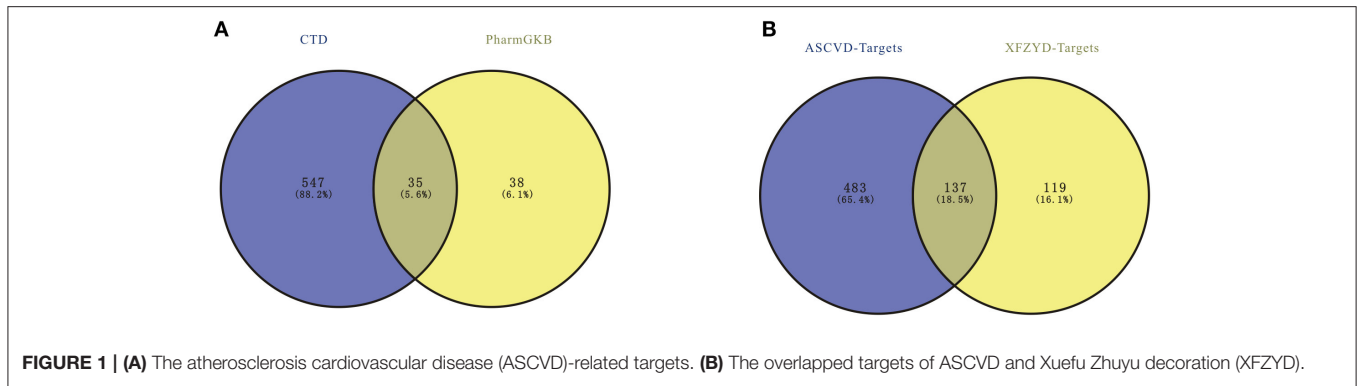 A
CTD
PharmGKB
547
(88.2%)
35
(5.6%)
38
(6.1%)
B
ASCVD-Targets
XFZYD-Targets
483
(65.4%)
137
(18.5%)
119
(16.1%)
FIGURE 1 | (A) The atherosclerosis cardiovascular disease (ASCVD)-related targets. (B) The overlapped targets of ASCVD and Xuefu Zhuyu decoration (XFZYD).